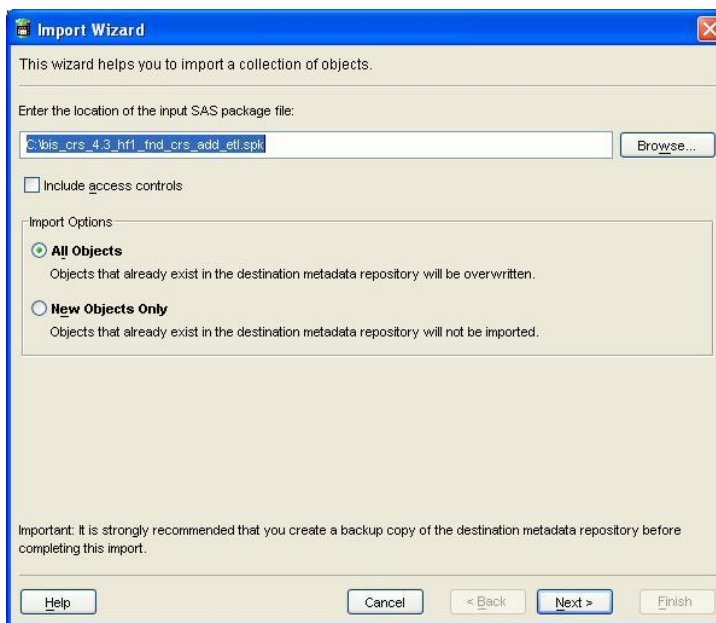 Import Wizard
This wizard helps you to import a collection of objects.
Enter the location of the input SAS package file:
C:\bis_crs_4.3_hf1_fnd_crs_add_etl.spk
Browse...
Include access controls
Import Options
All Objects
Objects that already exist in the destination metadata repository will be overwritten.
New Objects Only
Objects that already exist in the destination metadata repository will not be imported.
Important: It is strongly recommended that you create a backup copy of the destination metadata repository before
completing this import.
Help
Cancel
< Back
Next >
Finish